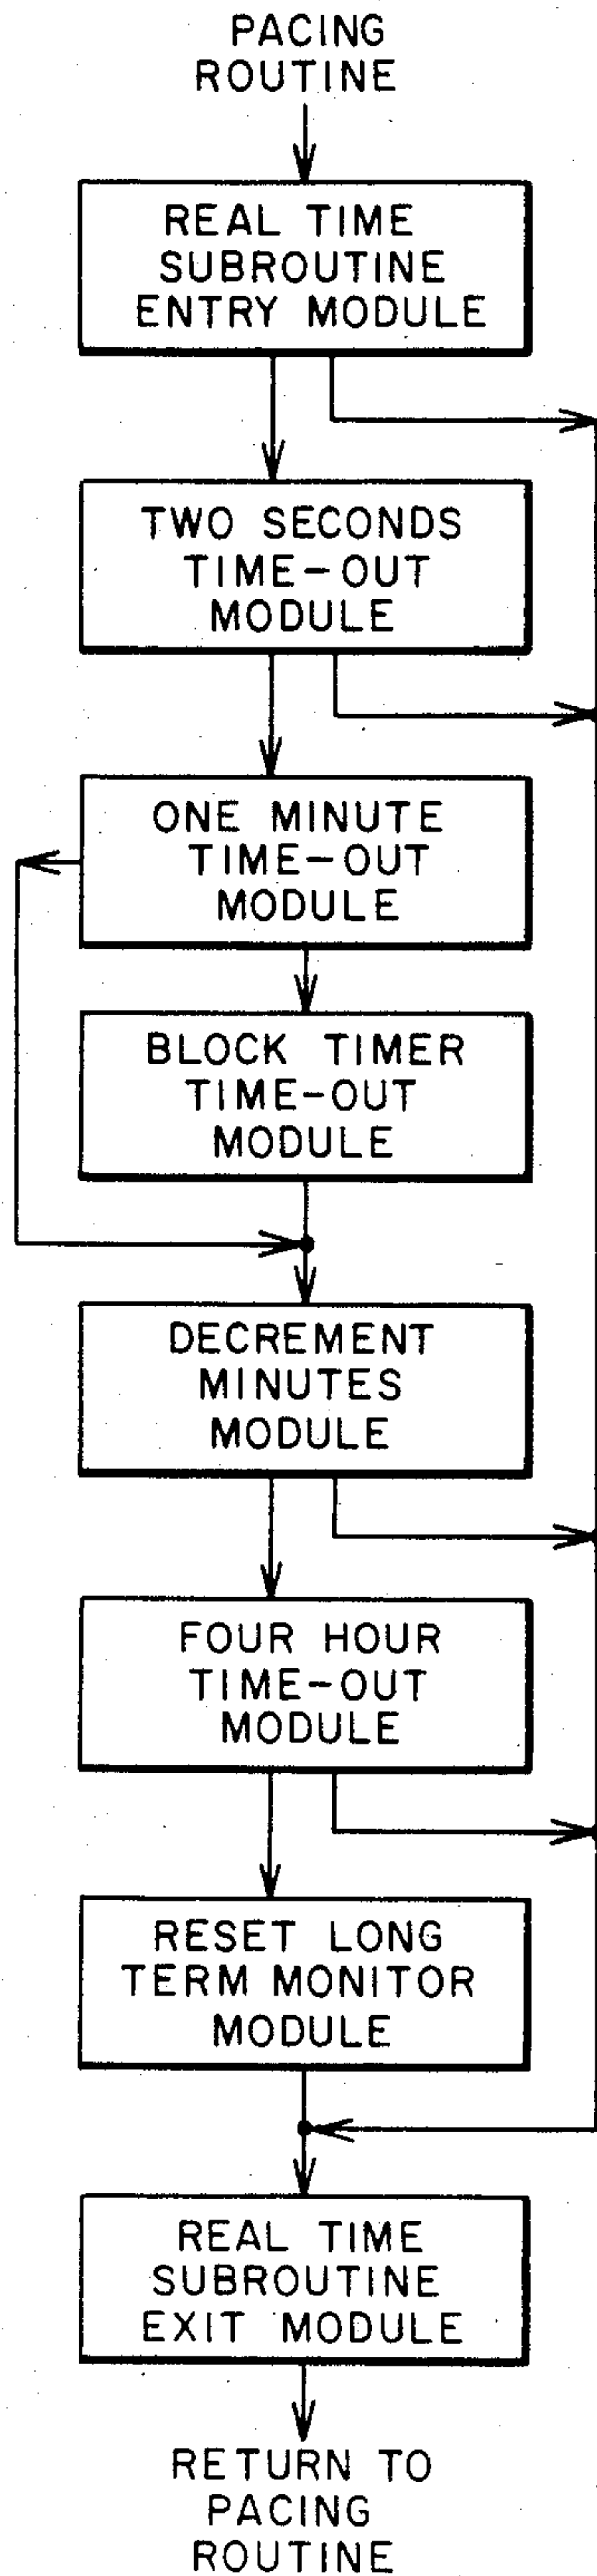 PACING
ROUTINE
REAL TIME
SUBROUTINE
ENTRY MODULE
TWO SECONDS
TIME-OUT
MODULE
ONE MINUTE
TIME-OUT
MODULE
BLOCK TIMER
TIME-OUT
MODULE
DECREMENT
MINUTES
MODULE
FOUR HOUR
TIME-OUT
MODULE
RESET LONG
TERM MONITOR
MODULE
REAL TIME
SUBROUTINE
EXIT MODULE
RETURN TO
PACING
ROUTINE